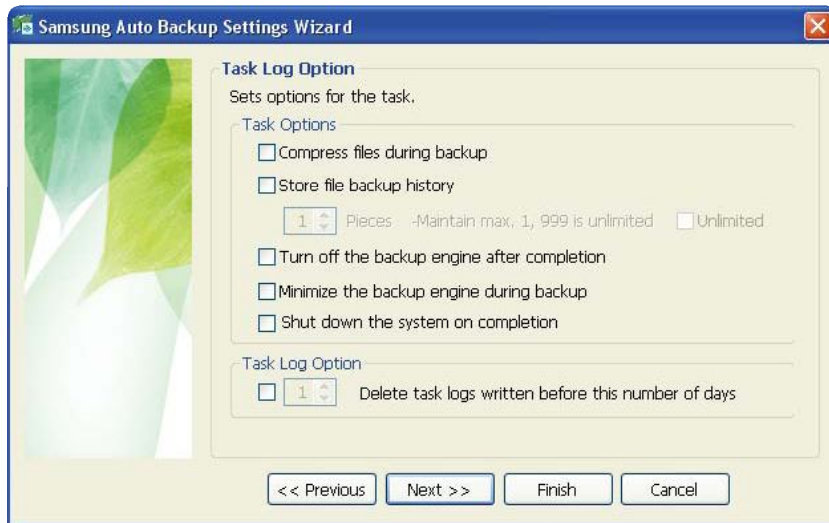 Samsung Auto Backup Settings Wizard
Task Log Option
Sets options for the task.
Task Options
Compress files during backup
Store file backup history
1 Pieces -Maintain max. 1, 999 is unlimited Unlimited
Turn off the backup engine after completion
Minimize the backup engine during backup
Shut down the system on completion
Task Log Option
1 Delete task logs written before this number of days
<< Previous Next >> Finish Cancel